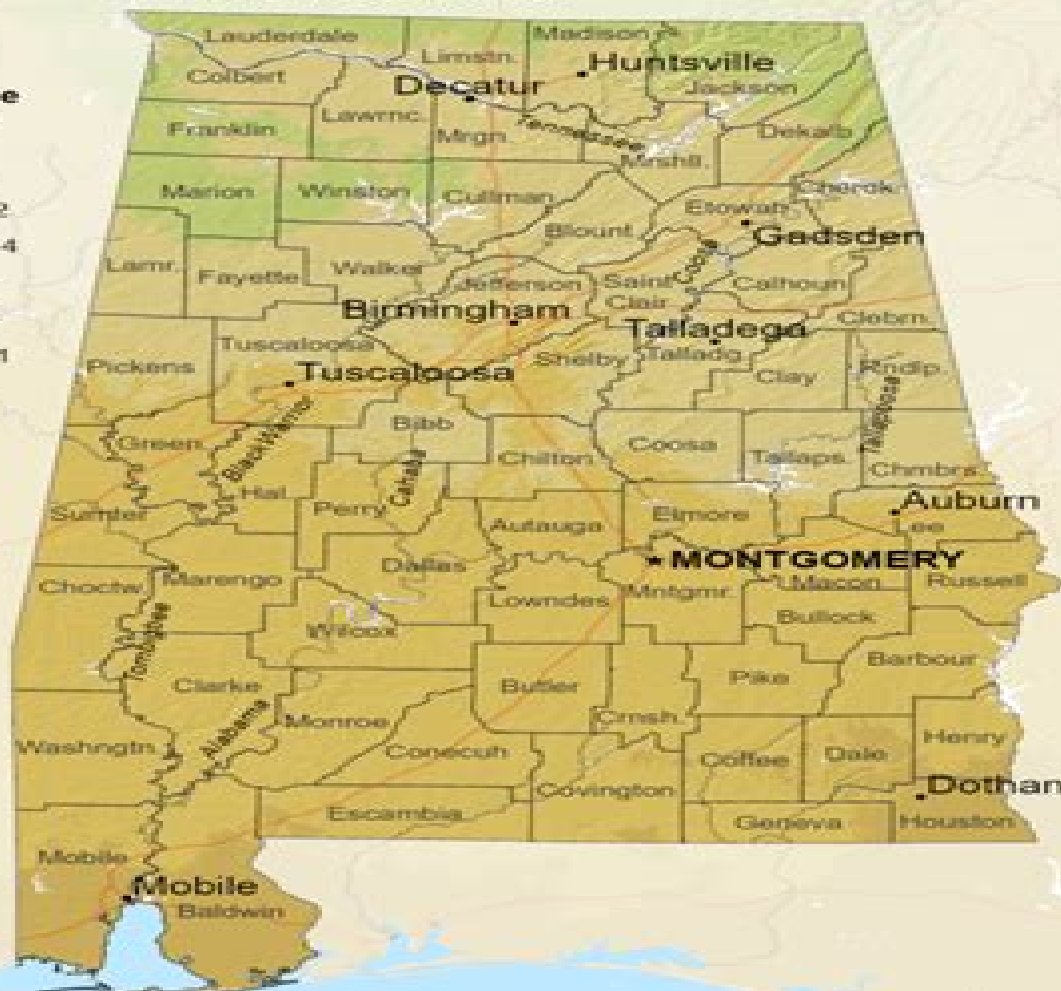 Lauderdale
Madison
Limstn.
Huntsville
e
Colbert
Decatur
Jackson
Lawrnc.
Tennessee
Franklin
Mrgn.
Dekalb
Mrshll.
Marion
Winston
Cullman
Cherok.
2
Etowah
Blount
Gadsden
4
Lamr.
Fayette
Walker
Jefferson
Saint
Clair
Coosa
Calhoun
Birmingham
Talladega
Clebrn.
Tuscaloosa
1
Pickens
Shelby
Talladg.
Tuscaloosa
Clay
Rndlp.
Tallapoosa
Bibb
Green
Black Warrior
Chilton
Coosa
Tallaps
Chmbrs
Cahaba
Hal
Perry
Sumter
Autauga
Elmore
Auburn
Lee
MONTGOMERY
Choctw.
Marengo
Dallas
Macon
Russell
Mntgmr.
Lowndes
Bullock
Tombigbee
Wilcox
Barbour
Clarke
Butler
Pike
Alabama
Monroe
Crnsh.
Washngtn.
Conecuh
Coffee
Dale
Henry
Dothan
Covington
Escambia
Geneva
Houston
Mobile
Mobile
Baldwin